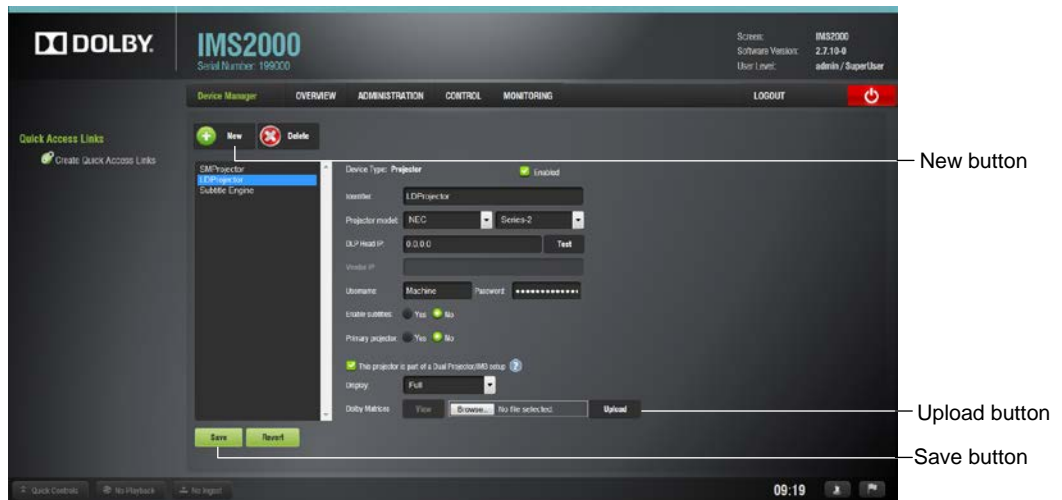 DOLBY.
IMS2000
Serial Number: 199000
Screen: IMS2000
Software Version: 2.7.10-0
User Level: admin / SuperUser
Device Manager OVERVIEW ADMINISTRATION CONTROL MONITORING LOGOUT
Quick Access Links
Create Quick Access Links
New Delete
New button
SMProjector
LDProjector
Subtitle Engine
Device Type: Projector Enabled
Identifier: LDProjector
Projector model: NEC Series-2
DLP Head IP: 0.0.0.0 Test
Vendor IP
Username: Machine Password:
Enable subtitles: Yes No
Primary projector: Yes No
This projector is part of a Dual Projector/IMB setup ?
Display: Full
Dolby Matrices View Browse... No file selected. Upload
Upload button
Save Revert
Save button
Quick Controls No Playback No Ingest 09:19